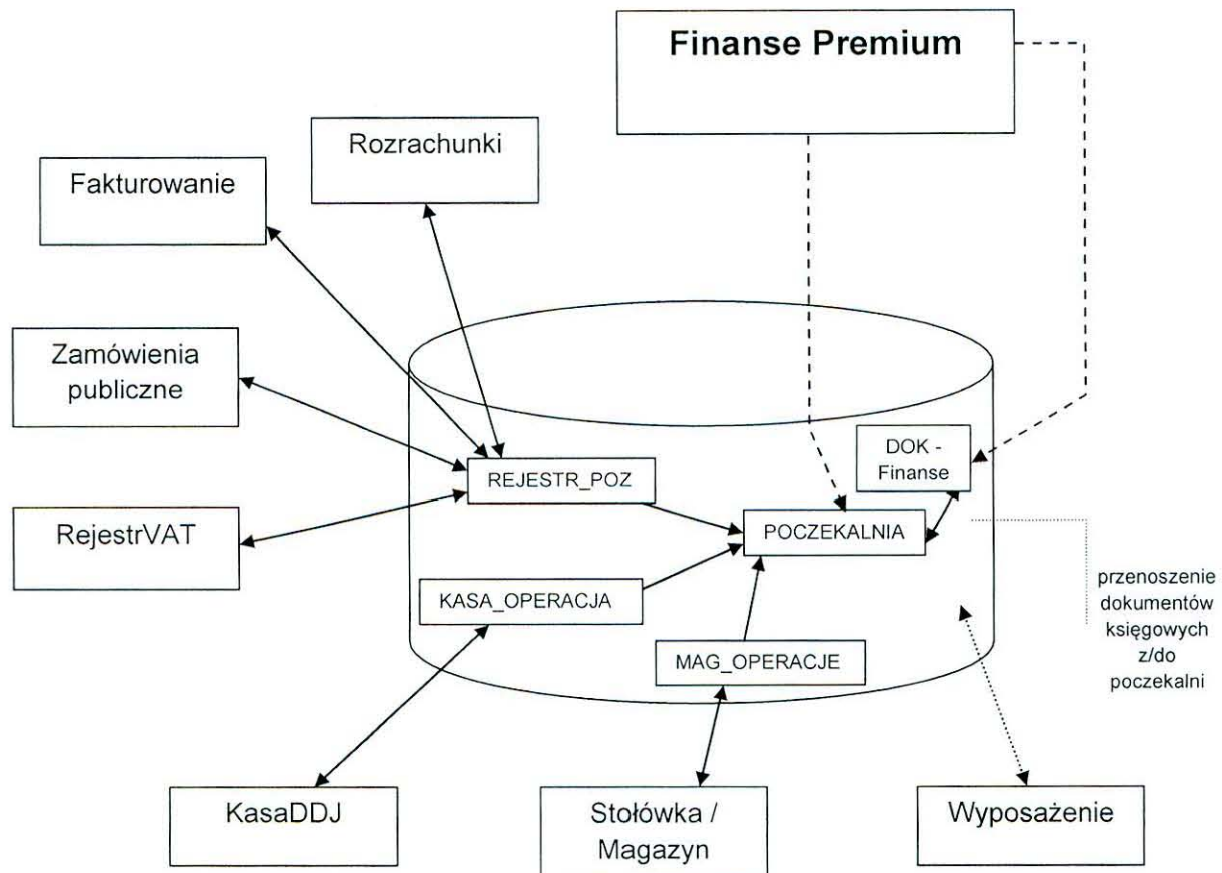 Finanse Premium
Rozrachunki
Fakturowanie
Zamówienia
publiczne
RejestrVAT
REJESTR_POZ
DOK -
Finanse
POCZEKALNIA
KASA_OPERACJA
MAG_OPERACJE
przenoszenie
dokumentów
księgowych
z/do
poczekalni
KasaDDJ
Stołówka /
Magazyn
Wyposażenie